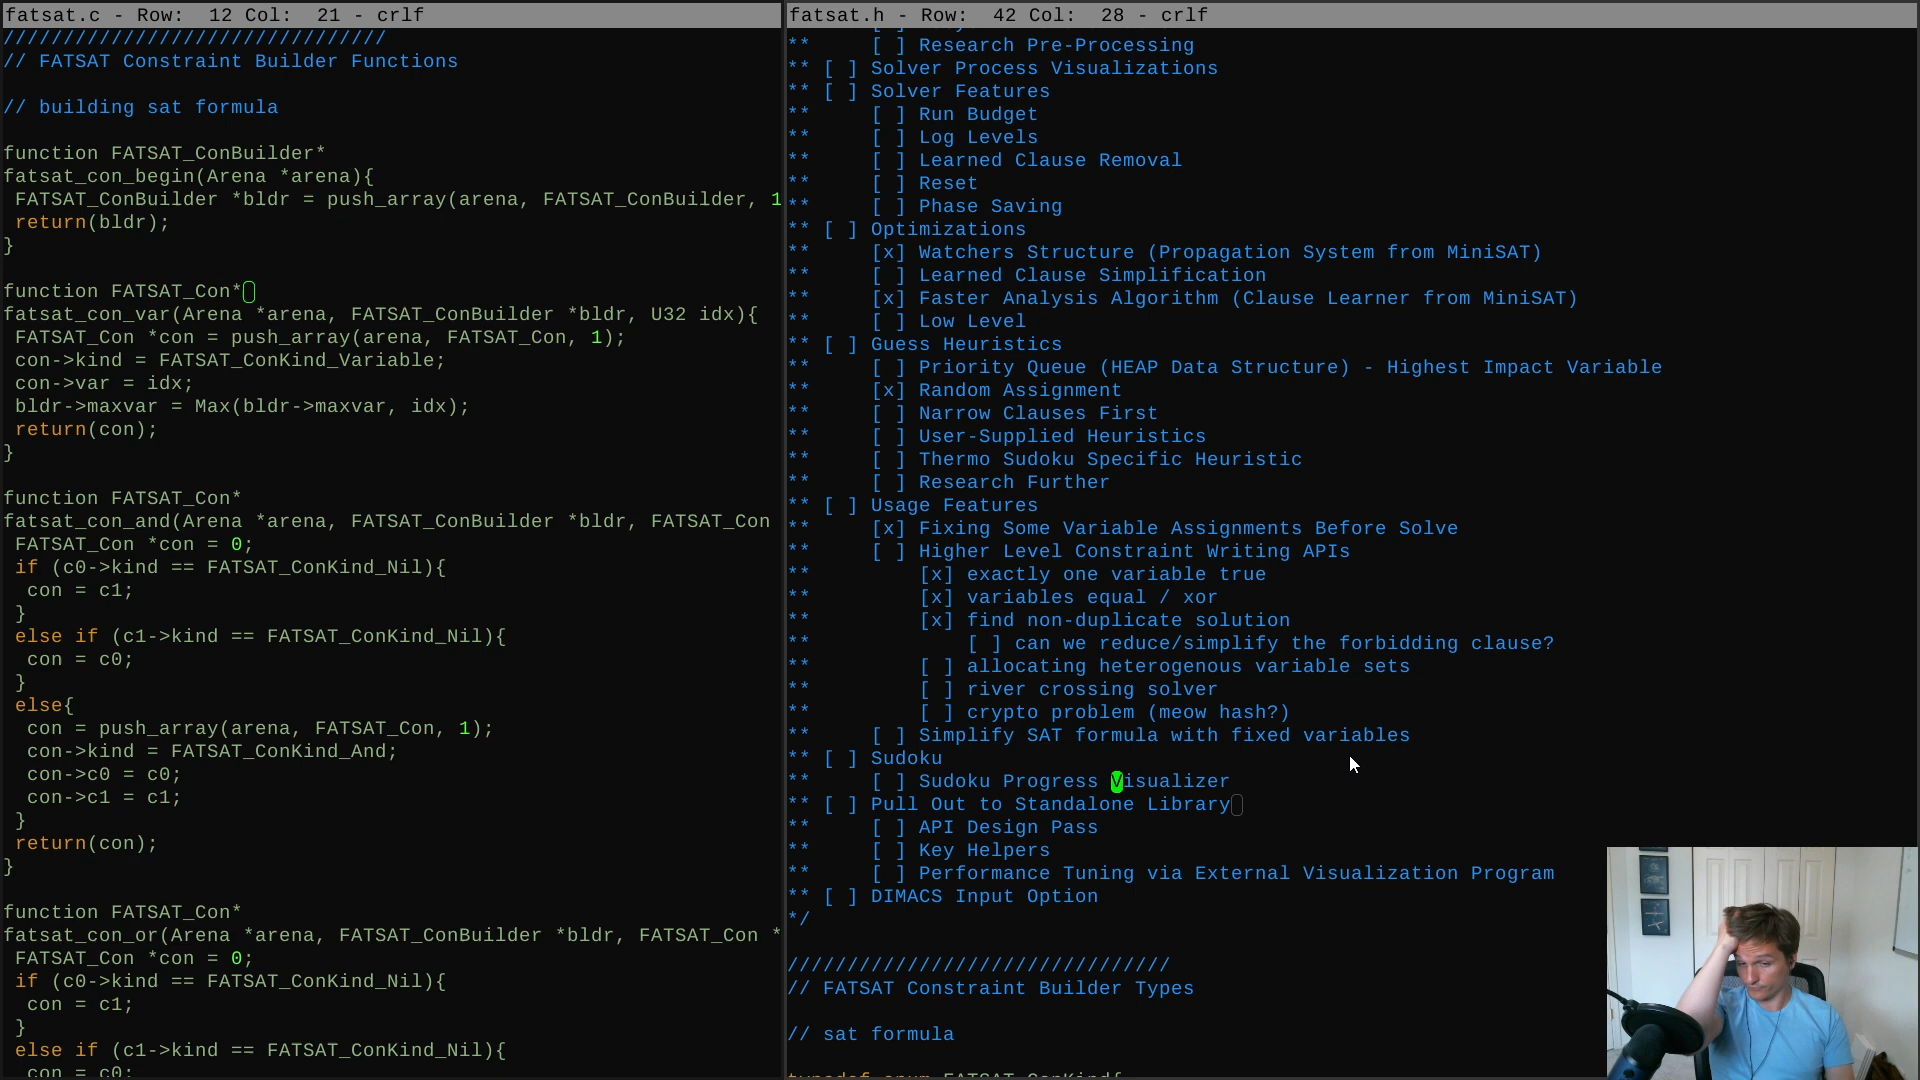 fatsat.c - Row:  12 Col:  21 - crlf
////////////////////////////////
// FATSAT Constraint Builder Functions
// building sat formula
function FATSAT_ConBuilder*
fatsat_con_begin(Arena *arena){
FATSAT_ConBuilder *bldr = push_array(arena, FATSAT_ConBuilder, 1
return(bldr);
}
function FATSAT_Con*
fatsat_con_var(Arena *arena, FATSAT_ConBuilder *bldr, U32 idx){
FATSAT_Con *con = push_array(arena, FATSAT_Con, 1);
con->kind = FATSAT_ConKind_Variable;
con->var = idx;
bldr->maxvar = Max(bldr->maxvar, idx);
return(con);
}
function FATSAT_Con*
fatsat_con_and(Arena *arena, FATSAT_ConBuilder *bldr, FATSAT_Con
FATSAT_Con *con = 0;
if (c0->kind == FATSAT_ConKind_Nil){
con = c1;
}
else if (c1->kind == FATSAT_ConKind_Nil){
con = c0;
}
else{
con = push_array(arena, FATSAT_Con, 1);
con->kind = FATSAT_ConKind_And;
con->c0 = c0;
con->c1 = c1;
}
return(con);
}
function FATSAT_Con*
fatsat_con_or(Arena *arena, FATSAT_ConBuilder *bldr, FATSAT_Con *
FATSAT_Con *con = 0;
if (c0->kind == FATSAT_ConKind_Nil){
con = c1;
}
else if (c1->kind == FATSAT_ConKind_Nil){
con = c0;
fatsat.h - Row:  42 Col:  28 - crlf
**     [ ] Research Pre-Processing
** [ ] Solver Process Visualizations
** [ ] Solver Features
**     [ ] Run Budget
**     [ ] Log Levels
**     [ ] Learned Clause Removal
**     [ ] Reset
**     [ ] Phase Saving
** [ ] Optimizations
**     [x] Watchers Structure (Propagation System from MiniSAT)
**     [ ] Learned Clause Simplification
**     [x] Faster Analysis Algorithm (Clause Learner from MiniSAT)
**     [ ] Low Level
** [ ] Guess Heuristics
**     [ ] Priority Queue (HEAP Data Structure) - Highest Impact Variable
**     [x] Random Assignment
**     [ ] Narrow Clauses First
**     [ ] User-Supplied Heuristics
**     [ ] Thermo Sudoku Specific Heuristic
**     [ ] Research Further
** [ ] Usage Features
**     [x] Fixing Some Variable Assignments Before Solve
**     [ ] Higher Level Constraint Writing APIs
**         [x] exactly one variable true
**         [x] variables equal / xor
**         [x] find non-duplicate solution
**             [ ] can we reduce/simplify the forbidding clause?
**         [ ] allocating heterogenous variable sets
**         [ ] river crossing solver
**         [ ] crypto problem (meow hash?)
**     [ ] Simplify SAT formula with fixed variables
** [ ] Sudoku
**     [ ] Sudoku Progress Visualizer
** [ ] Pull Out to Standalone Library
**     [ ] API Design Pass
**     [ ] Key Helpers
**     [ ] Performance Tuning via External Visualization Program
** [ ] DIMACS Input Option
*/
////////////////////////////////
// FATSAT Constraint Builder Types
// sat formula
typedef enum FATSAT_ConKind{